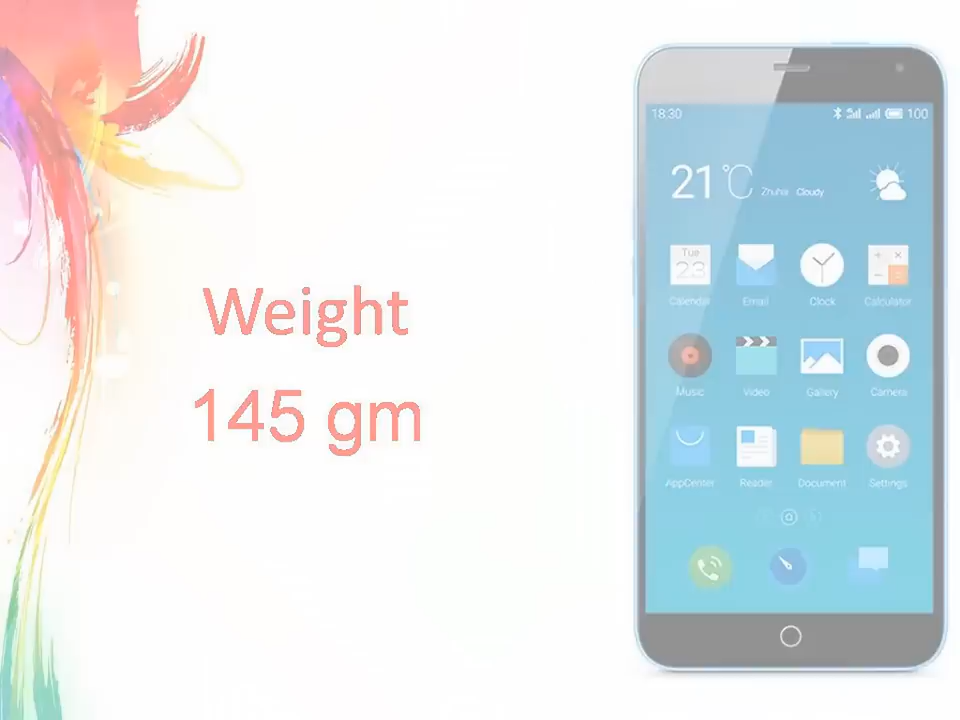 Weight
145 gm
18:30
100
21°C Zhuhai Cloudy
Tue
23
Calendar Email Clock Calculator
Music Video Gallery Camera
AppCenter Reader Document Settings